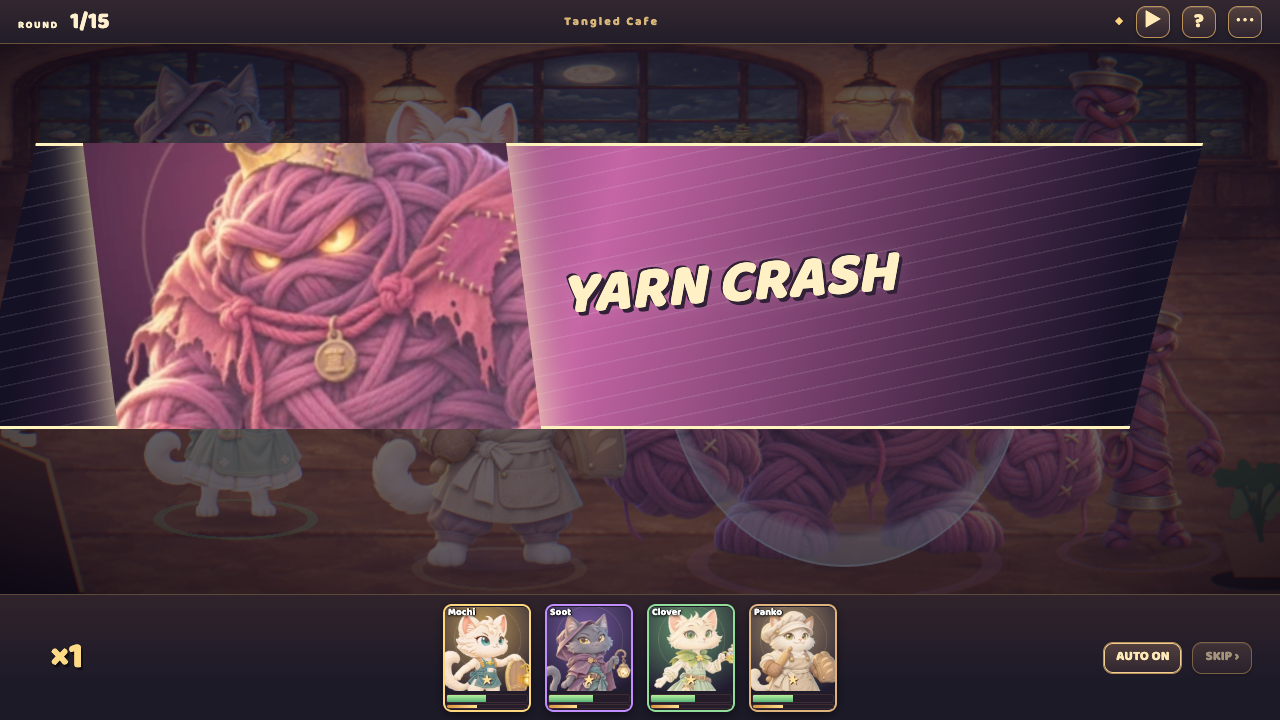 ROUND 1/15
Tangled Cafe
?
YARN CRASH
×1
Mochi
Soot
Clover
Panko
AUTO ON
SKIP ›